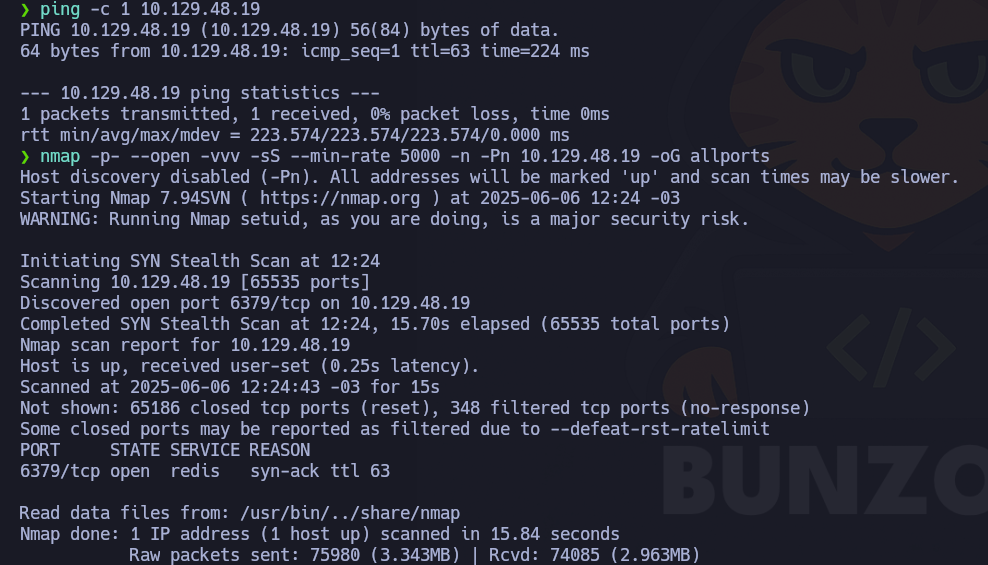 ❯ ping -c 1 10.129.48.19
PING 10.129.48.19 (10.129.48.19) 56(84) bytes of data.
64 bytes from 10.129.48.19: icmp_seq=1 ttl=63 time=224 ms
--- 10.129.48.19 ping statistics ---
1 packets transmitted, 1 received, 0% packet loss, time 0ms
rtt min/avg/max/mdev = 223.574/223.574/223.574/0.000 ms
❯ nmap -p- --open -vvv -sS --min-rate 5000 -n -Pn 10.129.48.19 -oG allports
Host discovery disabled (-Pn). All addresses will be marked 'up' and scan times may be slower.
Starting Nmap 7.94SVN ( https://nmap.org ) at 2025-06-06 12:24 -03
WARNING: Running Nmap setuid, as you are doing, is a major security risk.
Initiating SYN Stealth Scan at 12:24
Scanning 10.129.48.19 [65535 ports]
Discovered open port 6379/tcp on 10.129.48.19
Completed SYN Stealth Scan at 12:24, 15.70s elapsed (65535 total ports)
Nmap scan report for 10.129.48.19
Host is up, received user-set (0.25s latency).
Scanned at 2025-06-06 12:24:43 -03 for 15s
Not shown: 65186 closed tcp ports (reset), 348 filtered tcp ports (no-response)
Some closed ports may be reported as filtered due to --defeat-rst-ratelimit
PORT     STATE SERVICE REASON
6379/tcp open  redis   syn-ack ttl 63
Read data files from: /usr/bin/../share/nmap
Nmap done: 1 IP address (1 host up) scanned in 15.84 seconds
Raw packets sent: 75980 (3.343MB) | Rcvd: 74085 (2.963MB)
</>
BUNZO